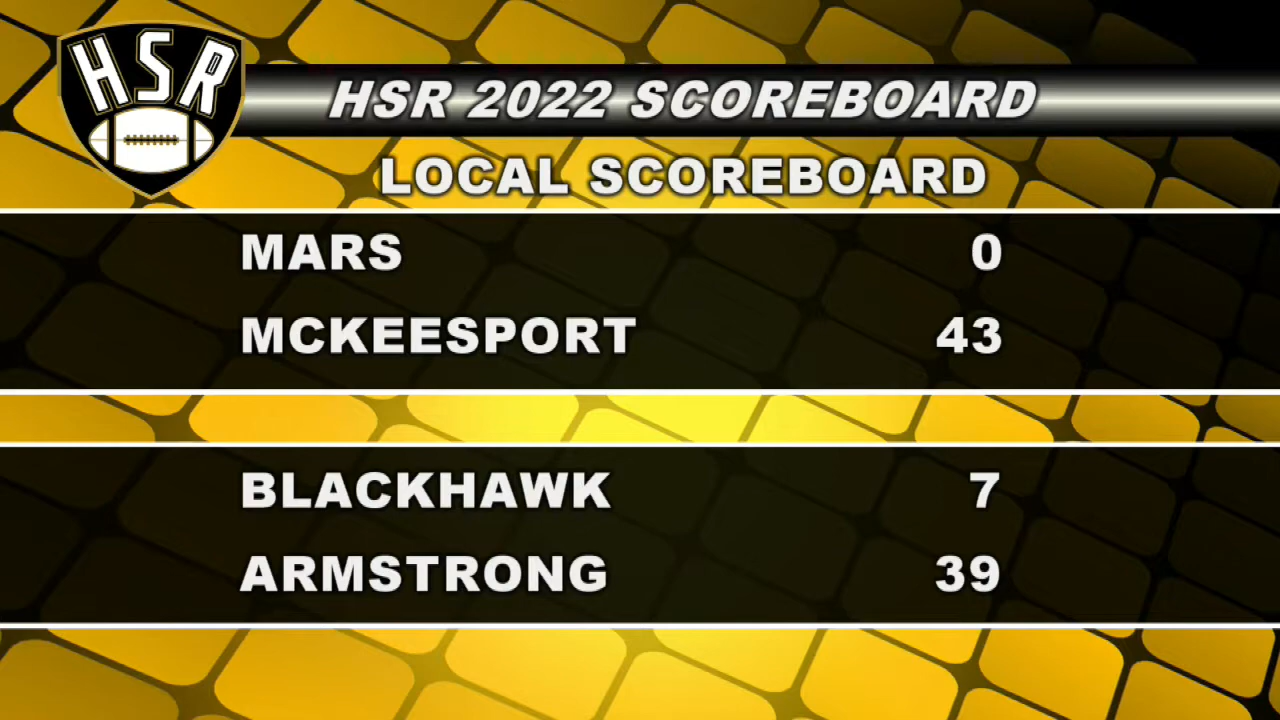 HSR
HSR 2022 SCOREBOARD
LOCAL SCOREBOARD
MARS 0
MCKEESPORT 43
BLACKHAWK 7
ARMSTRONG 39